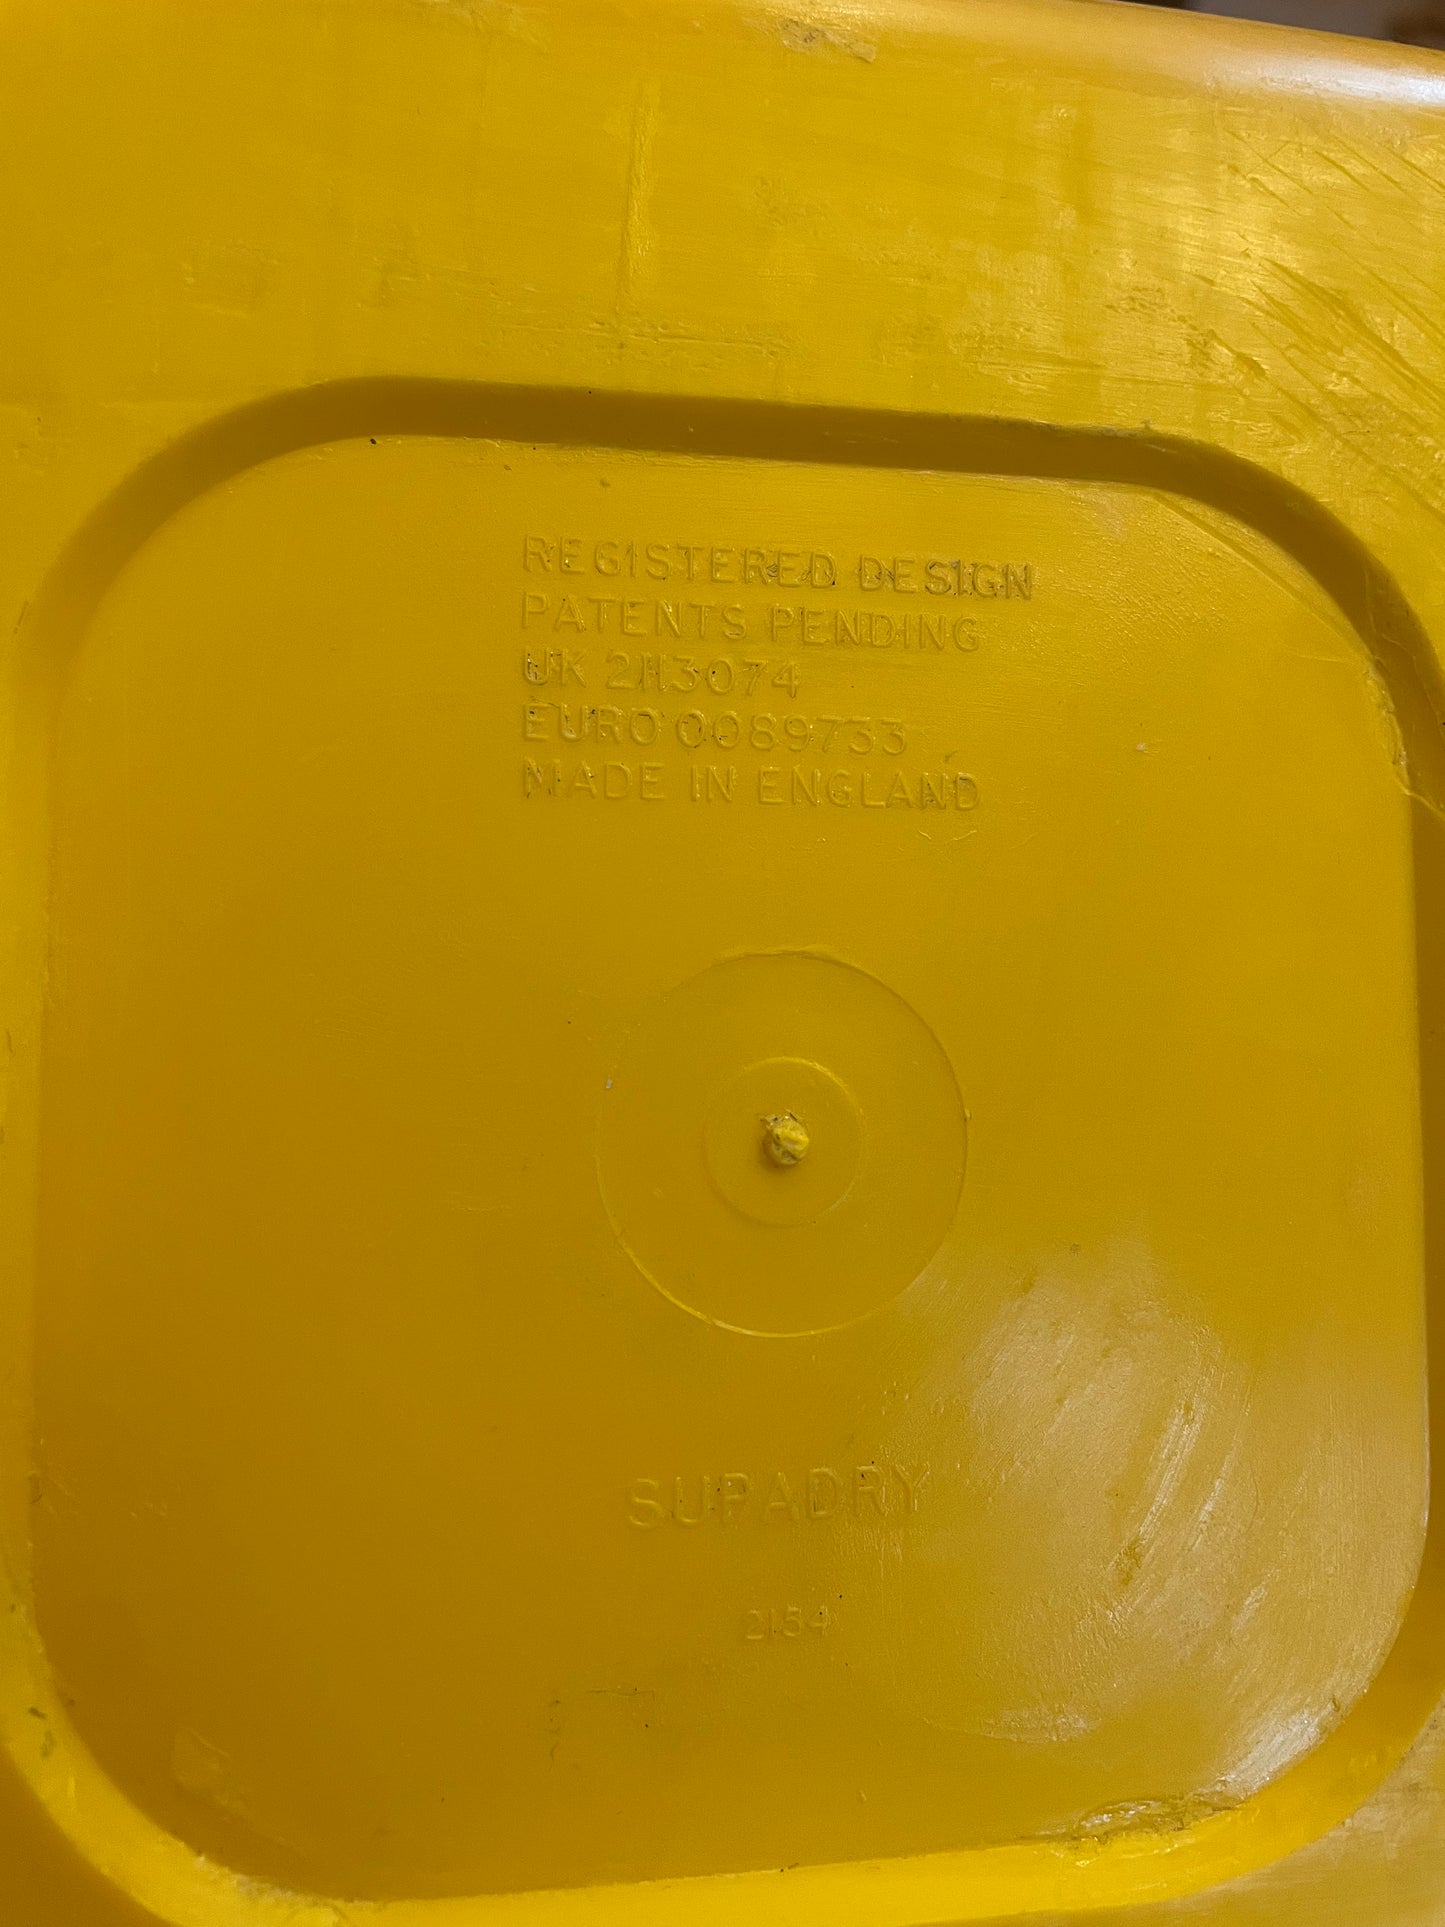 REGISTERED DESIGN
PATENTS PENDING
UK 2113074
EURO 0089733
MADE IN ENGLAND
SUPADRY
2154